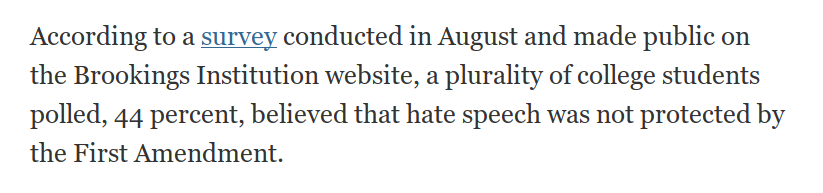 According to a survey conducted in August and made public on
the Brookings Institution website, a plurality of college students
polled, 44 percent, believed that hate speech was not protected by
the First Amendment.